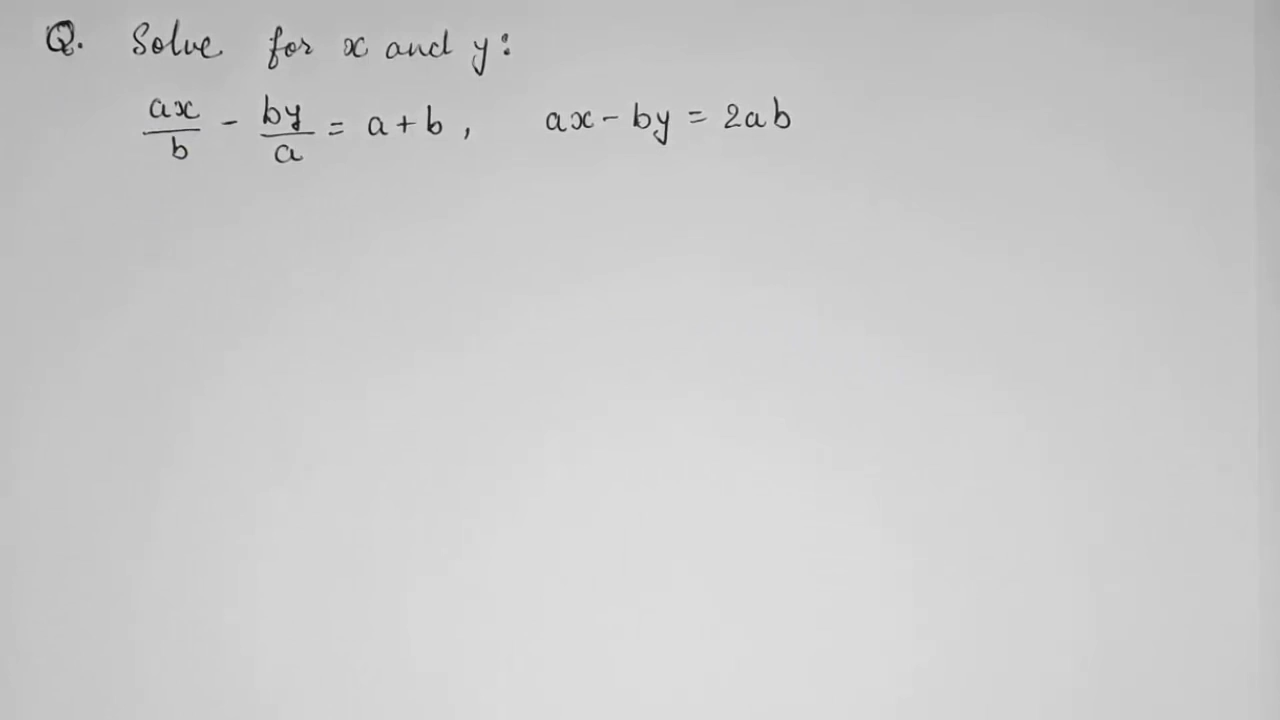 Q. Solve for x and y:
ax/b - by/a = a + b, ax - by = 2ab